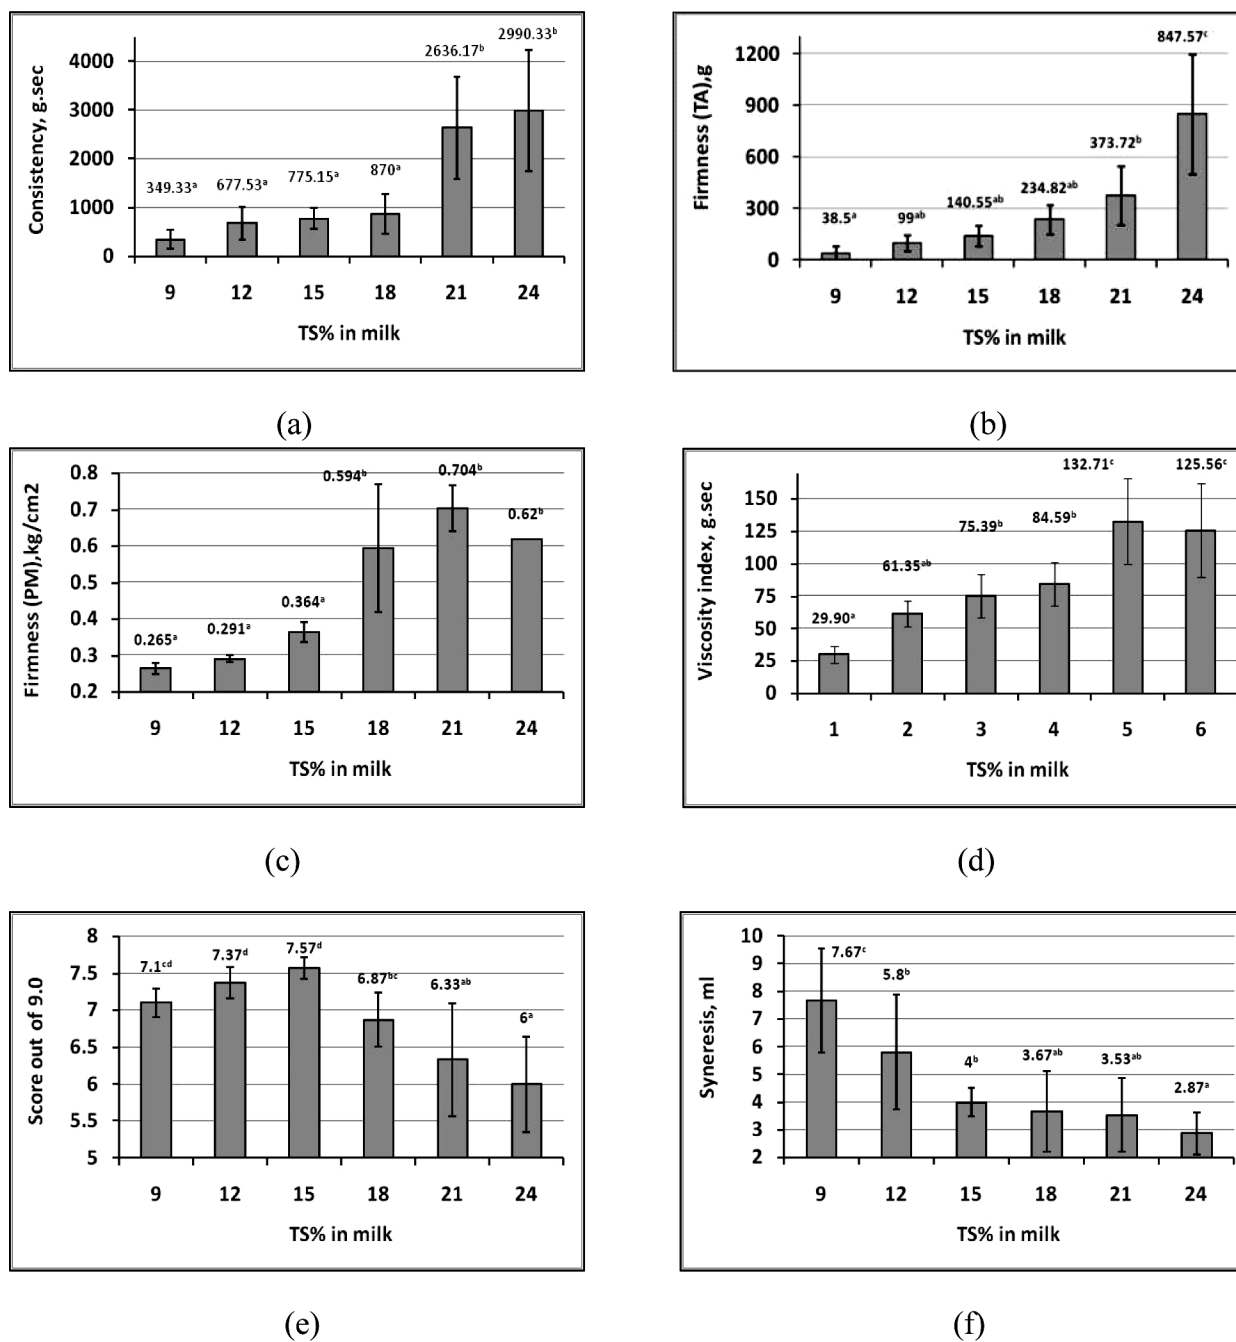 Consistency, g.sec
4000
3000
2000
1000
0
349.33ᵃ
677.53ᵃ
775.15ᵃ
870ᵃ
2636.17ᵇ
2990.33ᵇ
9 12 15 18 21 24
TS% in milk
(a)
Firmness (TA),g
1200
900
600
300
0
38.5ᵃ
99ᵃᵇ
140.55ᵃᵇ
234.82ᵃᵇ
373.72ᵇ
847.57ᶜ
9 12 15 18 21 24
TS% in milk
(b)
Firmness (PM),kg/cm2
0.8
0.7
0.6
0.5
0.4
0.3
0.2
0.265ᵃ
0.291ᵃ
0.364ᵃ
0.594ᵇ
0.704ᵇ
0.62ᵇ
9 12 15 18 21 24
TS% in milk
(c)
Viscosity index, g.sec
150
125
100
75
50
25
0
29.90ᵃ
61.35ᵃᵇ
75.39ᵇ
84.59ᵇ
132.71ᶜ
125.56ᶜ
1 2 3 4 5 6
TS% in milk
(d)
Score out of 9.0
8
7.5
7
6.5
6
5.5
5
7.1ᶜᵈ
7.37ᵈ
7.57ᵈ
6.87ᵇᶜ
6.33ᵃᵇ
6ᵃ
9 12 15 18 21 24
TS% in milk
(e)
Syneresis, ml
10
9
8
7
6
5
4
3
2
7.67ᶜ
5.8ᵇ
4ᵇ
3.67ᵃᵇ
3.53ᵃᵇ
2.87ᵃ
9 12 15 18 21 24
TS% in milk
(f)